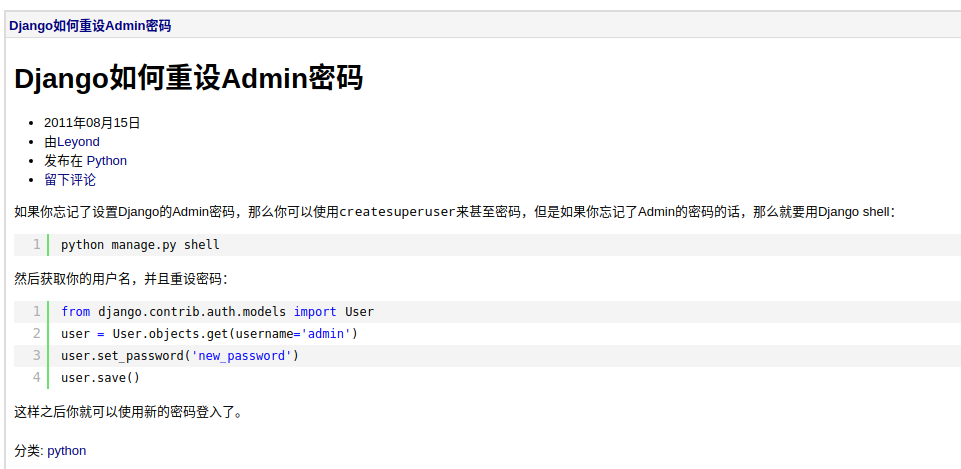 Django如何重设Admin密码
Django如何重设Admin密码
2011年08月15日
由Leyond
发布在 Python
留下评论
如果你忘记了设置Django的Admin密码，那么你可以使用createsuperuser来甚至密码，但是如果你忘记了Admin的密码的话，那么就要用Django shell：
1 python manage.py shell
然后获取你的用户名，并且重设密码：
1 from django.contrib.auth.models import User
2 user = User.objects.get(username='admin')
3 user.set_password('new_password')
4 user.save()
这样之后你就可以使用新的密码登入了。
分类: python